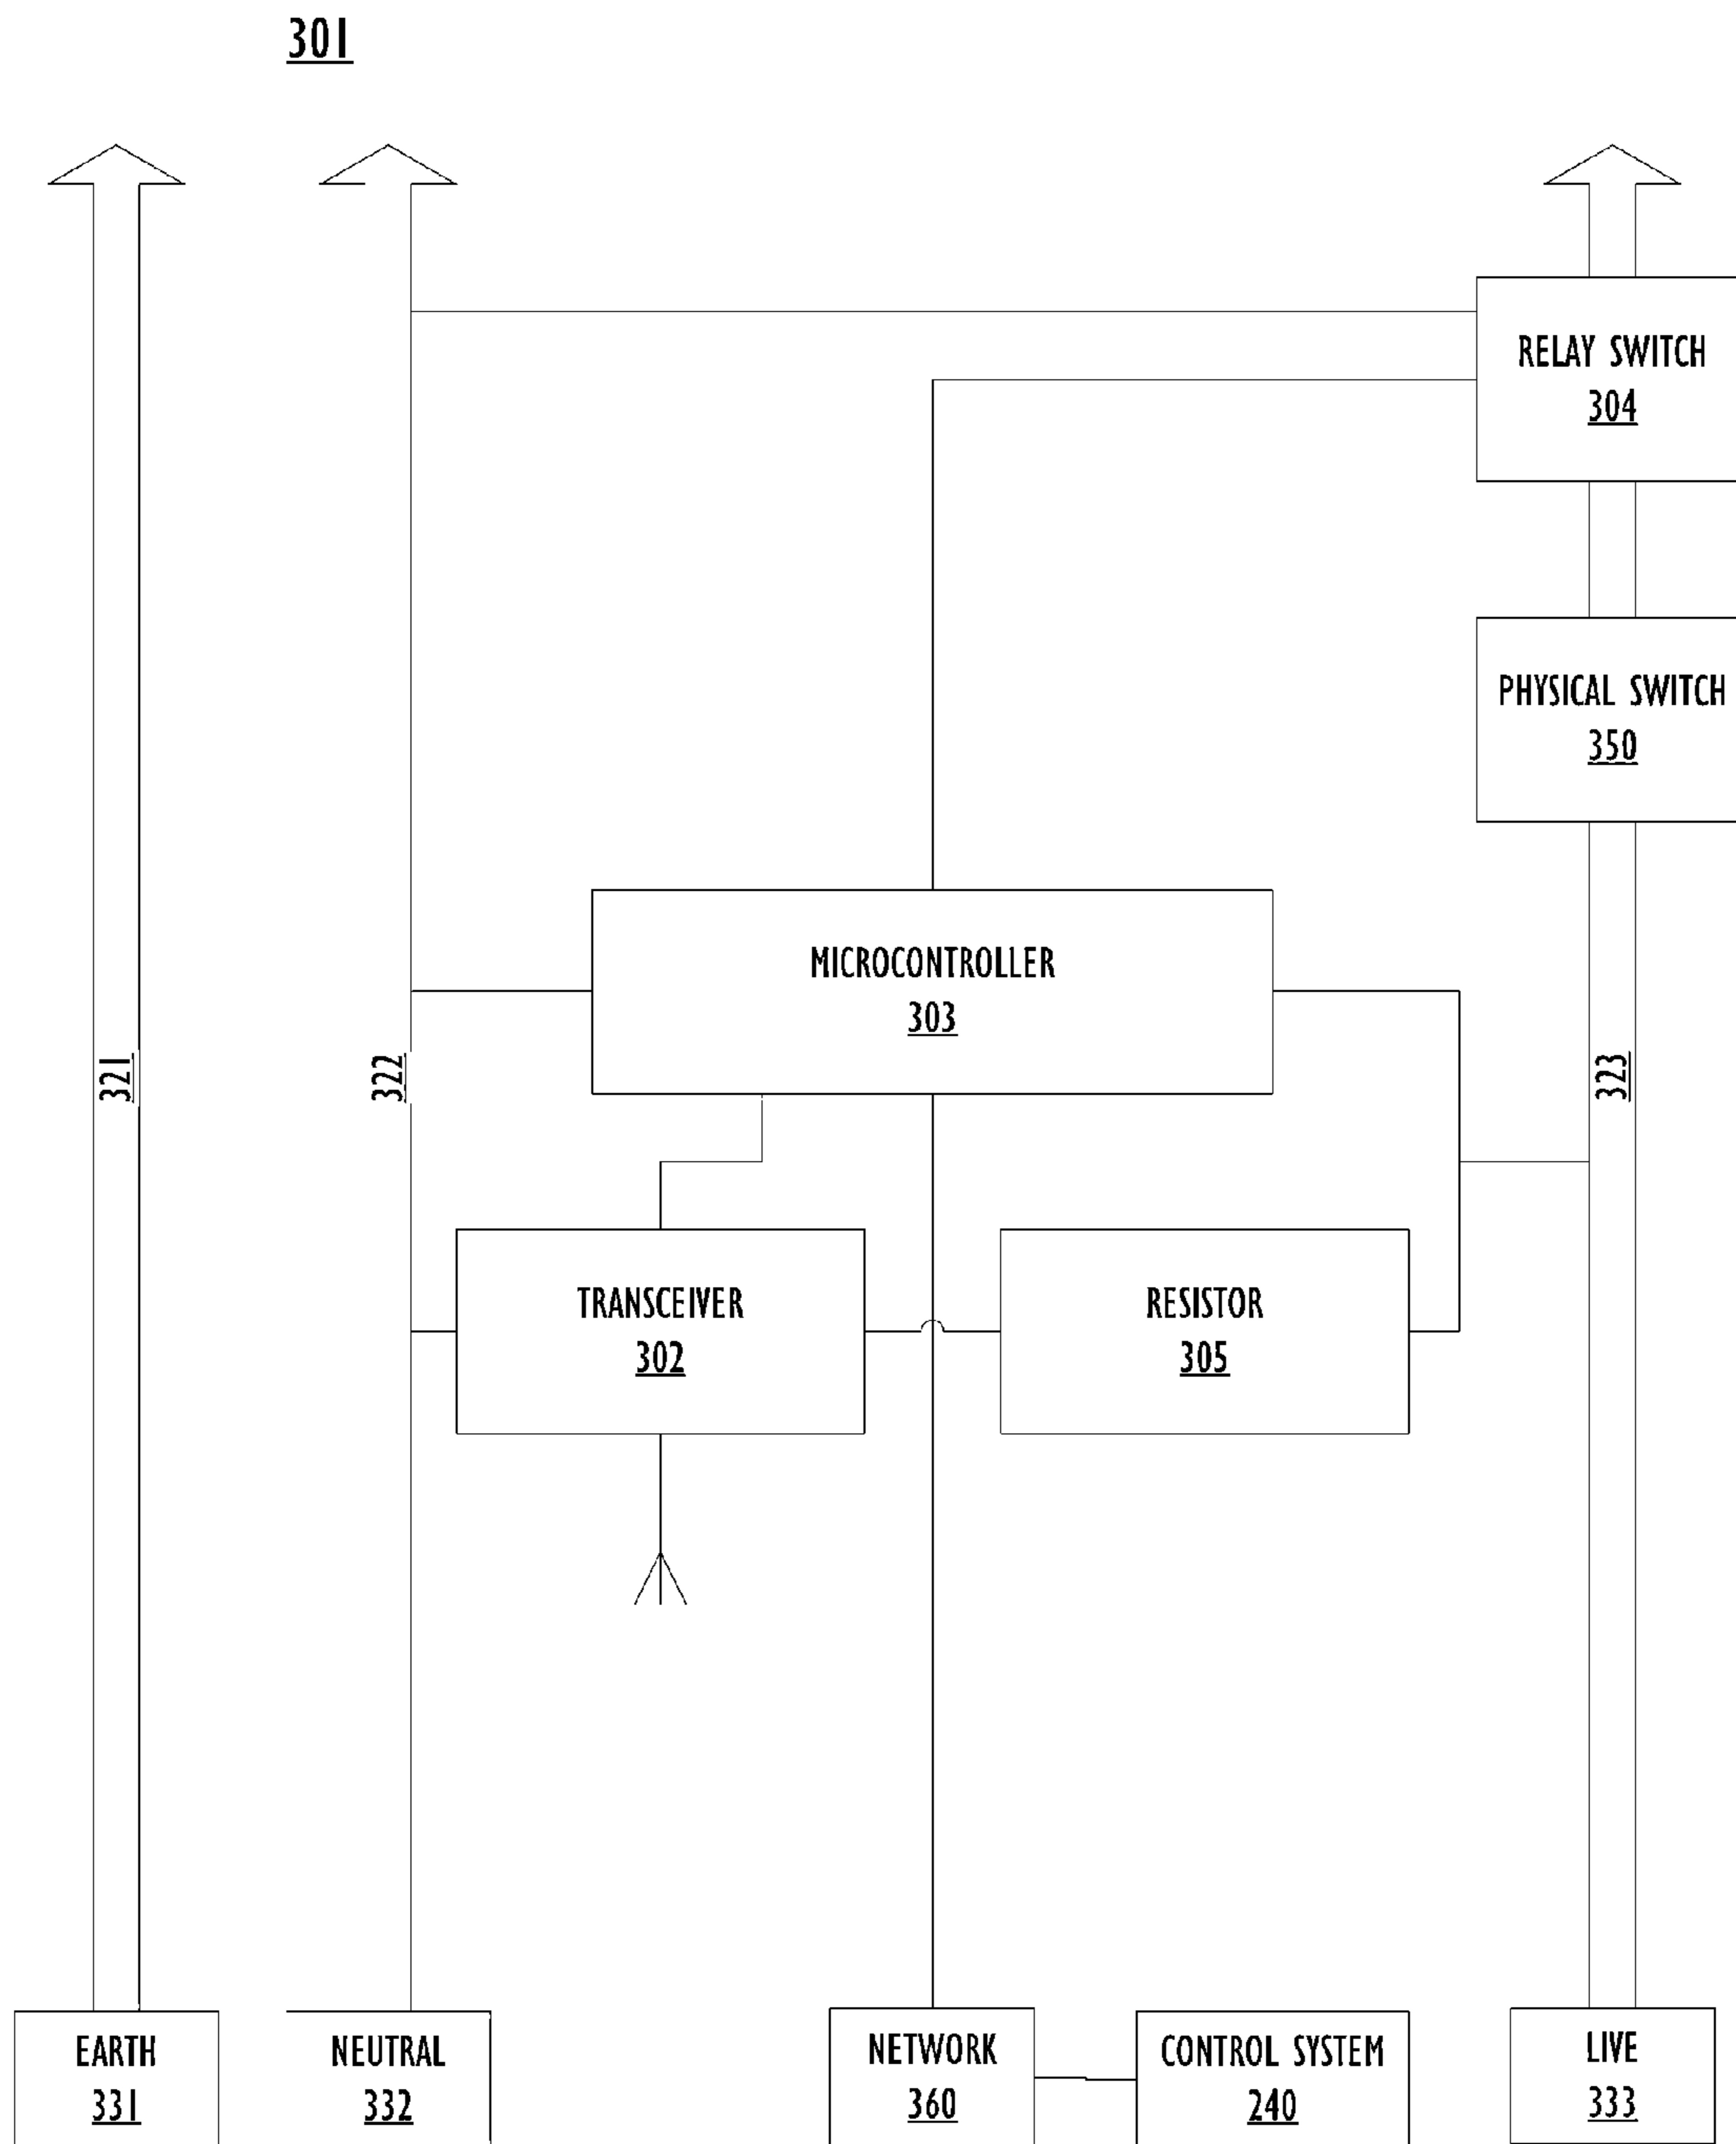 301
RELAY SWITCH
304
PHYSICAL SWITCH
350
MICROCONTROLLER
303
321
322
323
TRANSCEIVER
302
RESISTOR
305
EARTH
331
NEUTRAL
332
NETWORK
360
CONTROL SYSTEM
240
LIVE
333